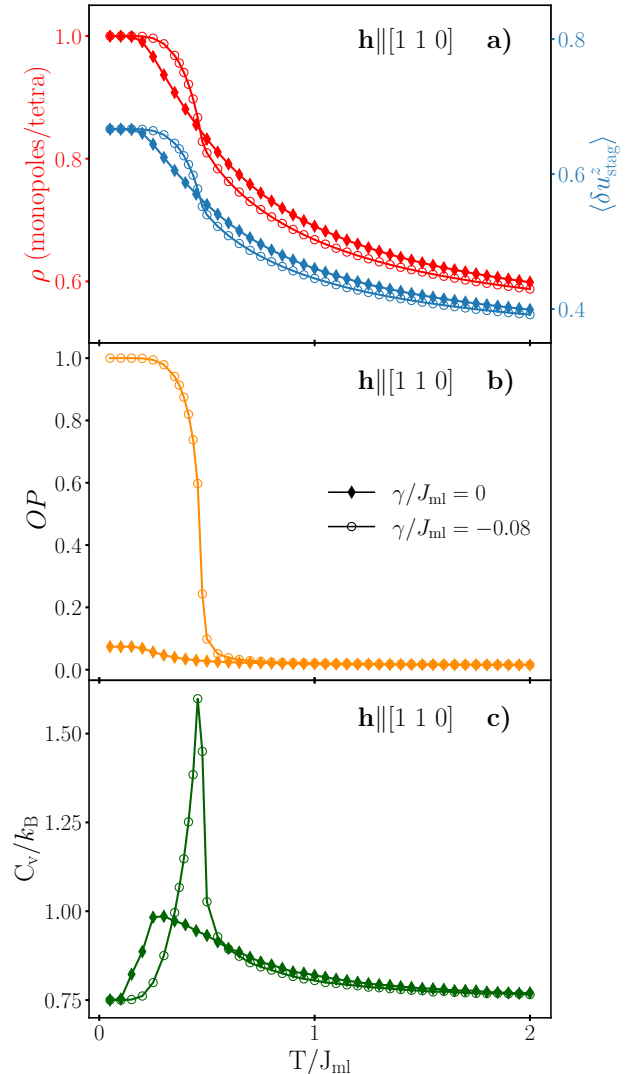 h∥[1 1 0] a)
1.0
0.8
0.6
ρ (monopoles/tetra)
0.8
0.6
0.4
⟨δu^z_stag⟩
h∥[1 1 0] b)
1.0
0.8
0.6
0.4
0.2
0.0
OP
γ/J_ml = 0
γ/J_ml = −0.08
h∥[1 1 0] c)
1.50
1.25
1.00
0.75
C_v/k_B
0 1 2
T/J_ml